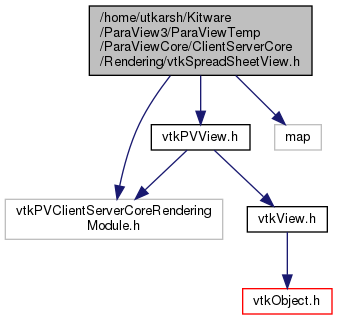 /home/utkarsh/Kitware
/ParaView3/ParaViewTemp
/ParaViewCore/ClientServerCore
/Rendering/vtkSpreadSheetView.h
vtkPVView.h
map
vtkPVClientServerCoreRendering
Module.h
vtkView.h
vtkObject.h